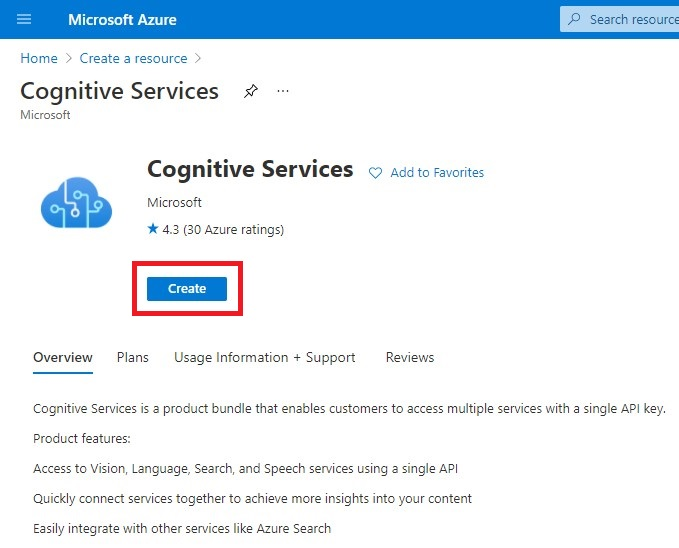 Microsoft Azure
Search resource
Home > Create a resource >
Cognitive Services ...
Microsoft
Cognitive Services Add to Favorites
Microsoft
★ 4.3 (30 Azure ratings)
Create
Overview Plans Usage Information + Support Reviews
Cognitive Services is a product bundle that enables customers to access multiple services with a single API key.
Product features:
Access to Vision, Language, Search, and Speech services using a single API
Quickly connect services together to achieve more insights into your content
Easily integrate with other services like Azure Search